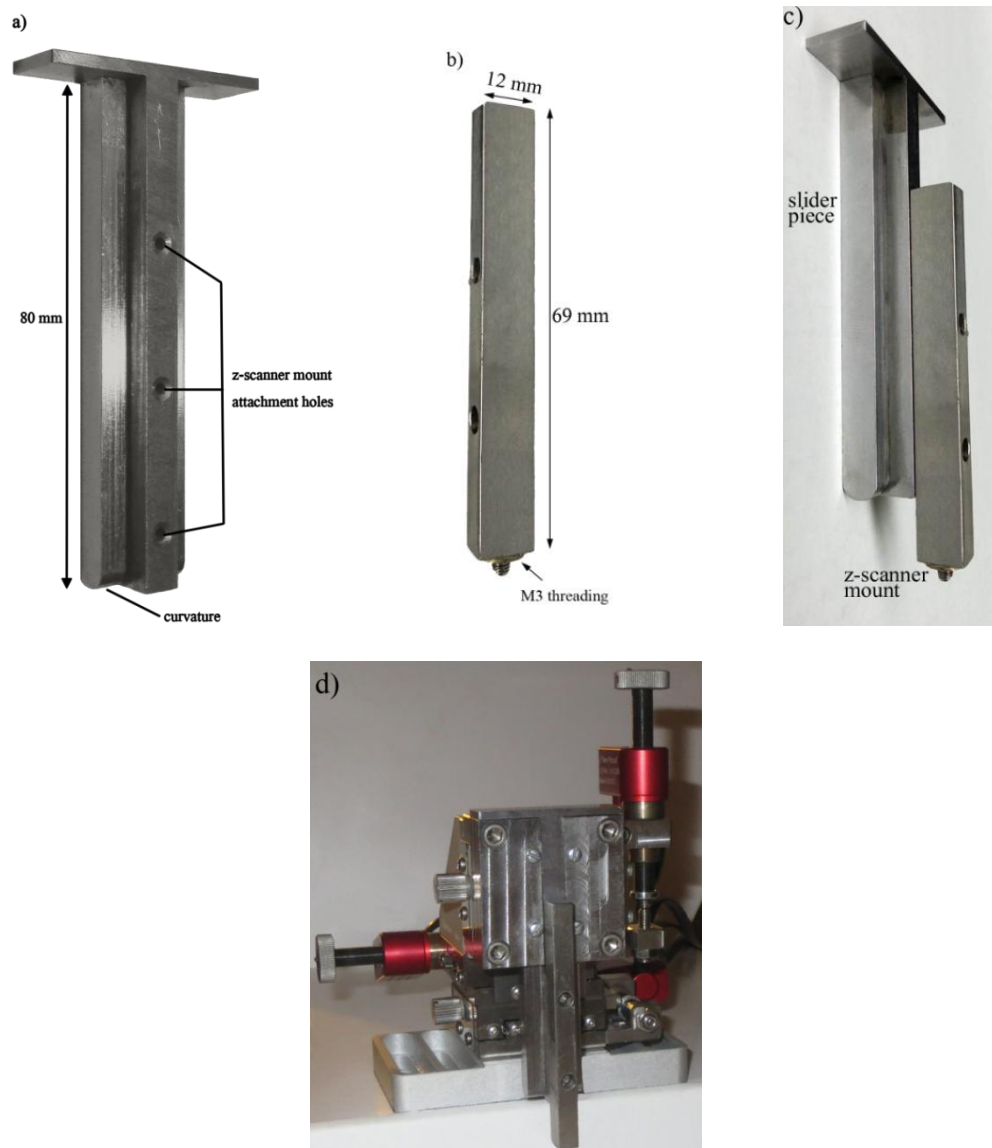 a)
80 mm
z-scanner mount
attachment holes
curvature
b)
12 mm
69 mm
M3 threading
c)
slider
piece
z-scanner
mount
d)